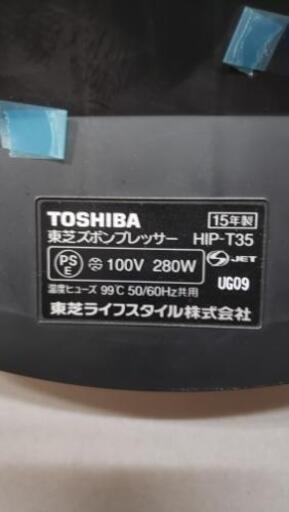 TOSHIBA 15年製
東芝ズボンプレッサー HIP-T35
PS E 100V 280W S JET
温度ヒューズ 99℃ 50/60Hz共用 UG09
東芝ライフスタイル株式会社